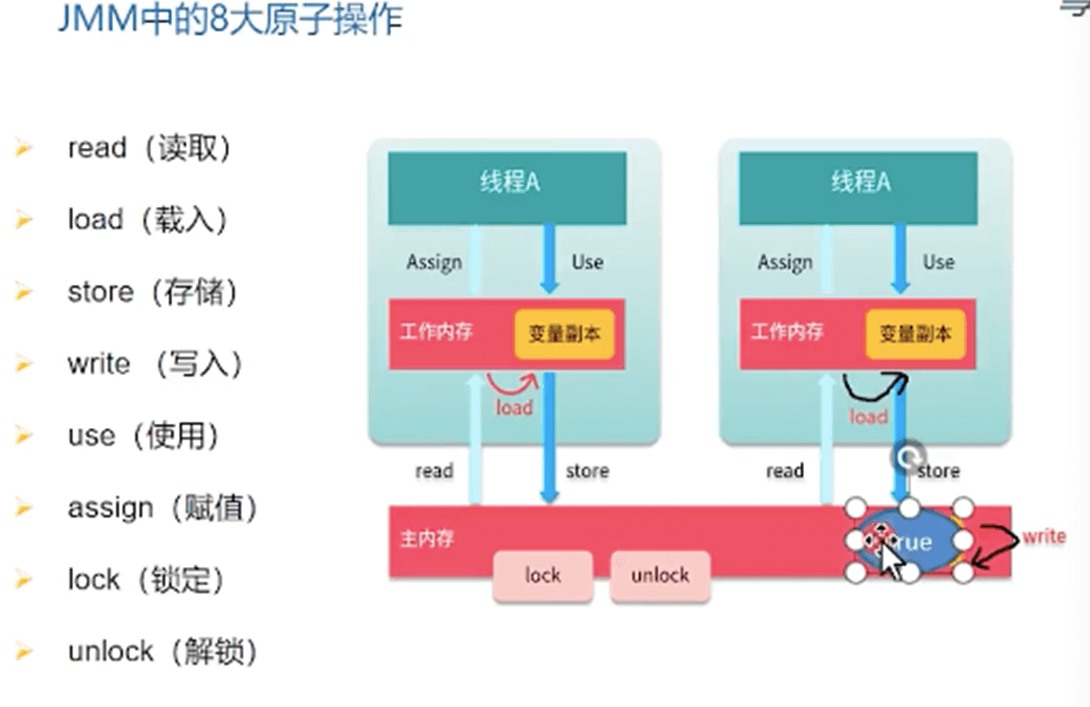 JMM中的8大原子操作
read（读取）
load（载入）
store（存储）
write （写入）
use（使用）
assign（赋值）
lock（锁定）
unlock（解锁）
线程A
Assign
Use
工作内存
变量副本
load
read
store
线程A
Assign
Use
工作内存
变量副本
load
read
store
主内存
lock
unlock
write